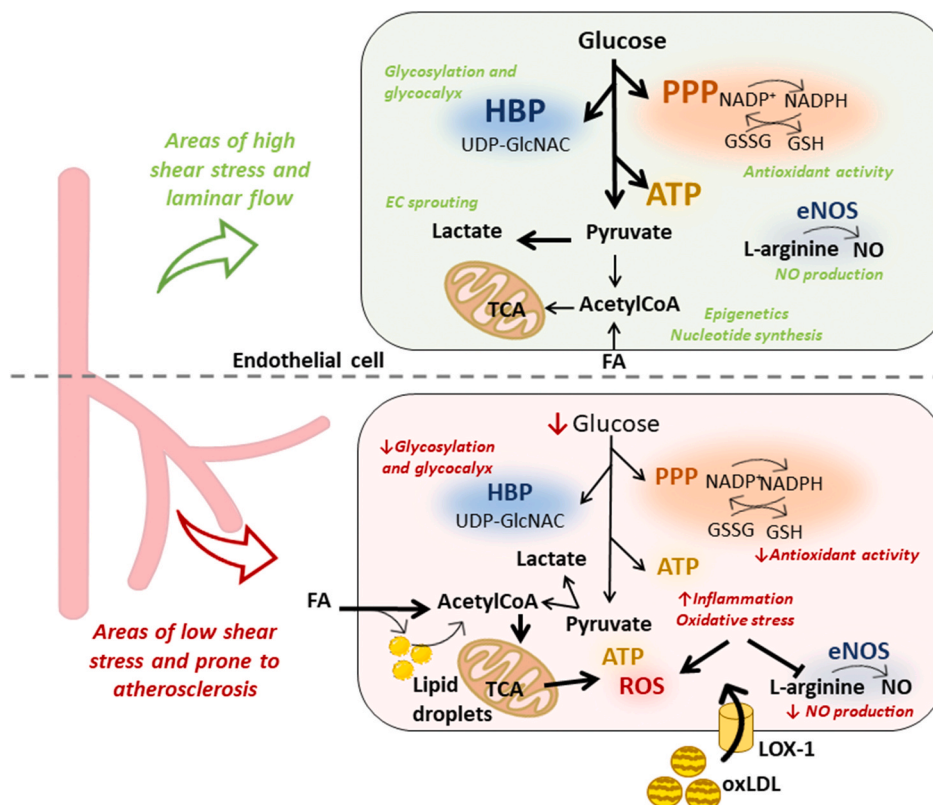 Glucose
Glycosylation and
glycocalyx
HBP
UDP-GlcNAC
PPP
NADP+ NADPH
GSSG GSH
Antioxidant activity
Areas of high
shear stress and
laminar flow
ATP
EC sprouting
Lactate
Pyruvate
eNOS
L-arginine NO
NO production
TCA
AcetylCoA
Epigenetics
Nucleotide synthesis
FA
Endothelial cell
↓ Glucose
↓Glycosylation
and glycocalyx
HBP
UDP-GlcNAC
PPP
NADP+ NADPH
GSSG GSH
↓Antioxidant activity
Lactate
ATP
FA
AcetylCoA
Pyruvate
↑Inflammation
Oxidative stress
Areas of low shear
stress and prone to
atherosclerosis
Lipid
droplets
TCA
ATP
ROS
eNOS
L-arginine NO
↓ NO production
LOX-1
oxLDL